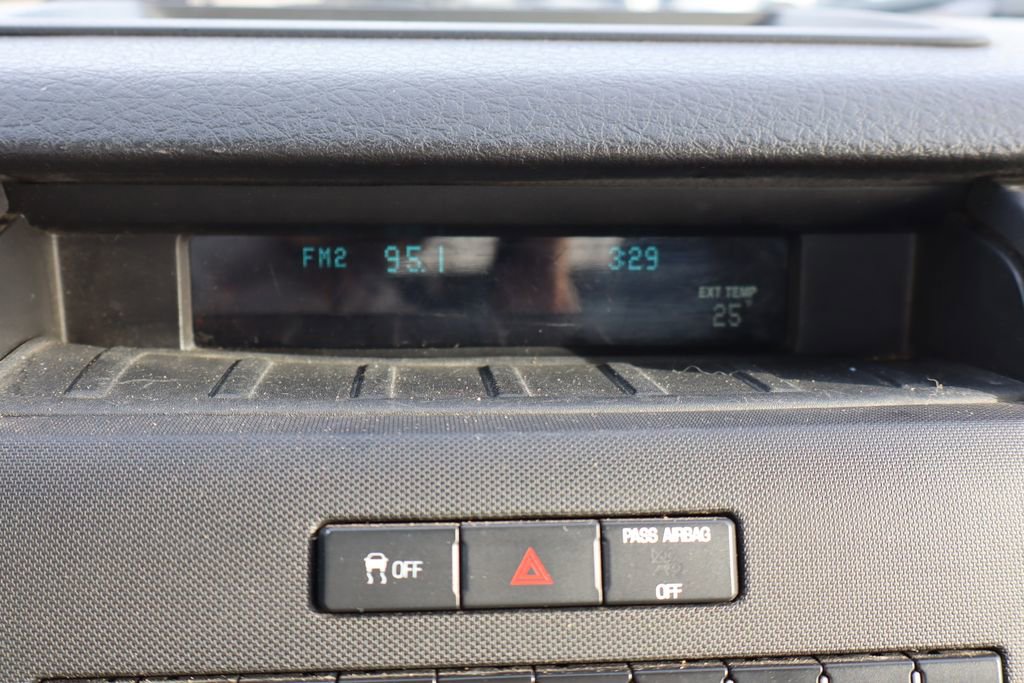 FM2 95.1 3:29
EXT TEMP
25°
OFF
PASS AIRBAG
OFF